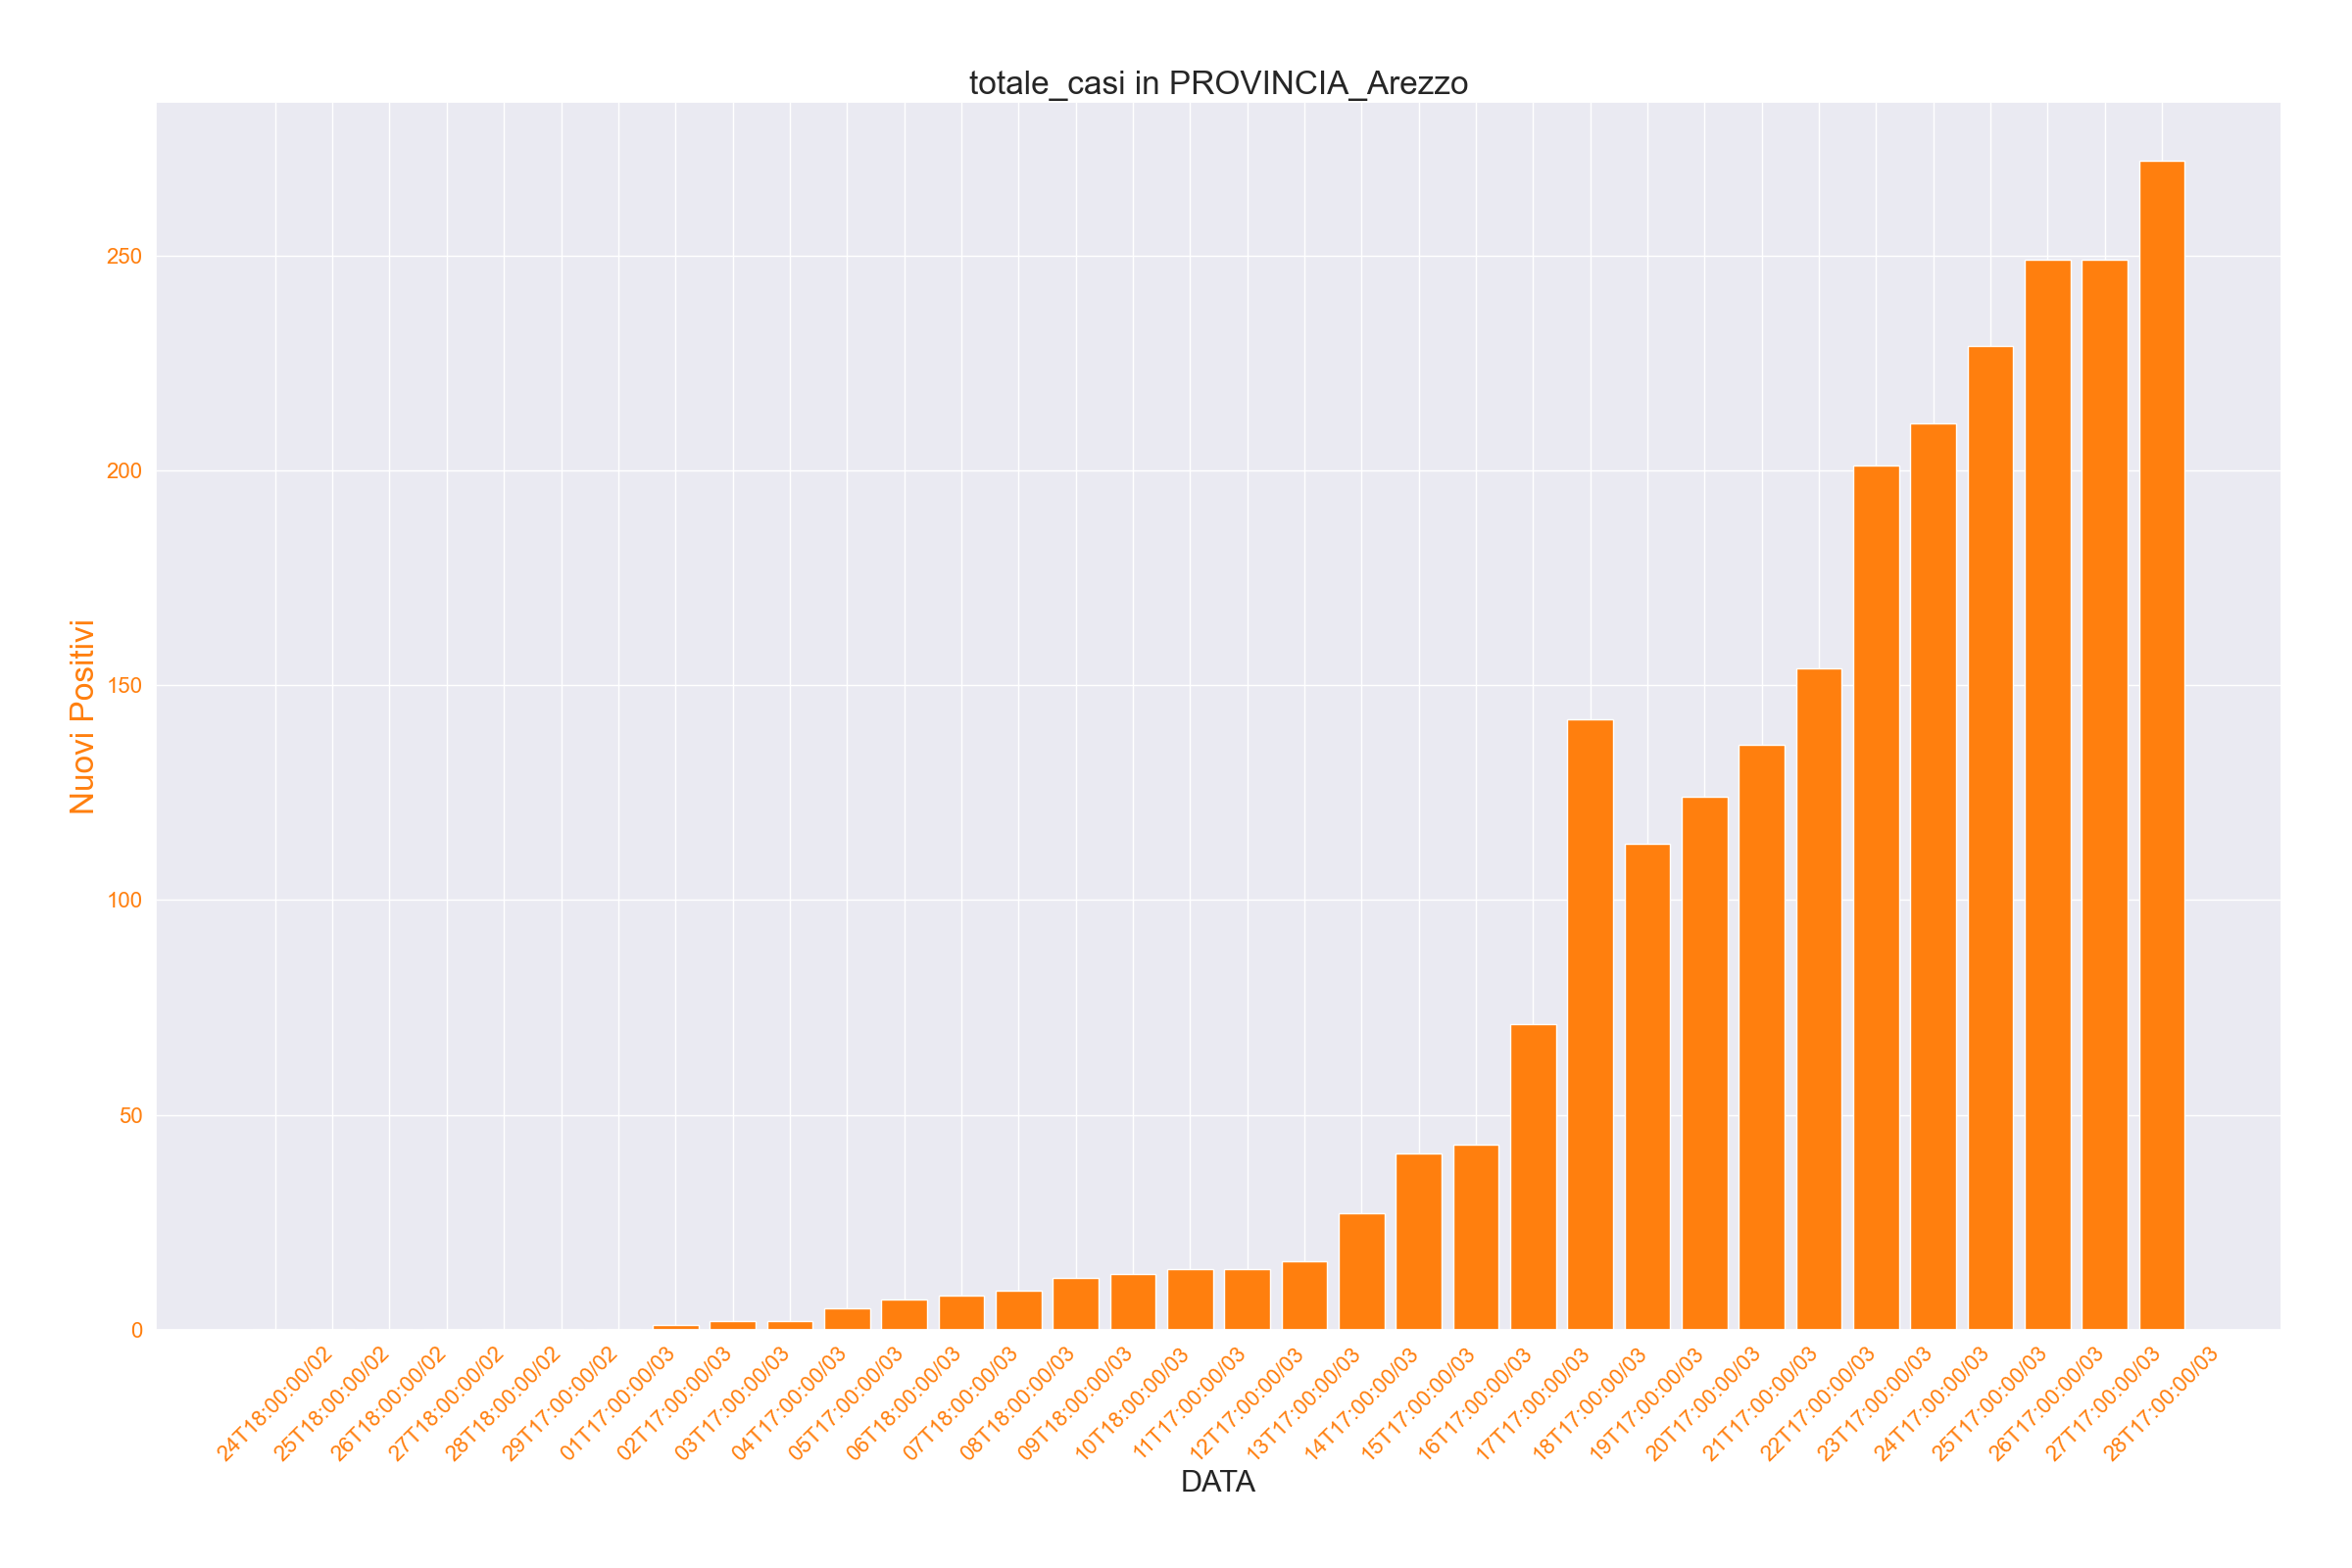 totale_casi in PROVINCIA_Arezzo
Nuovi Positivi
250
200
150
100
50
0
24T18:00:00/02
25T18:00:00/02
26T18:00:00/02
27T18:00:00/02
28T18:00:00/02
29T17:00:00/02
01T17:00:00/03
02T17:00:00/03
03T17:00:00/03
04T17:00:00/03
05T17:00:00/03
06T18:00:00/03
07T18:00:00/03
08T18:00:00/03
09T18:00:00/03
10T18:00:00/03
11T17:00:00/03
12T17:00:00/03
13T17:00:00/03
14T17:00:00/03
15T17:00:00/03
16T17:00:00/03
17T17:00:00/03
18T17:00:00/03
19T17:00:00/03
20T17:00:00/03
21T17:00:00/03
22T17:00:00/03
23T17:00:00/03
24T17:00:00/03
25T17:00:00/03
26T17:00:00/03
27T17:00:00/03
28T17:00:00/03
DATA